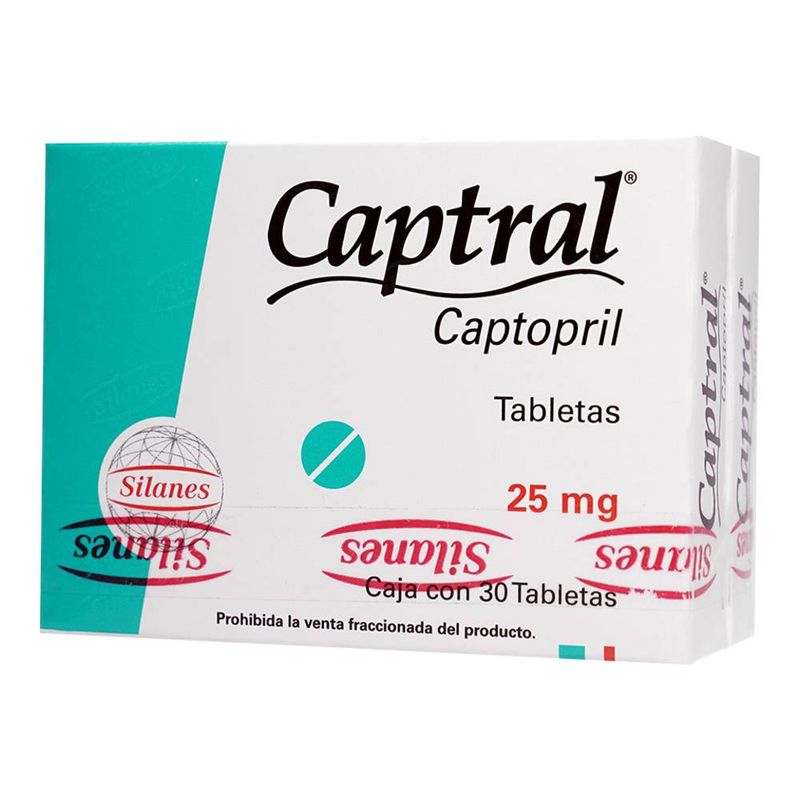 Captral®
Captopril
Tabletas
25 mg
Silanes
Silanes
Silanes
Silanes
Caja con 30 Tabletas
Prohibida la venta fraccionada del producto.
Captral®
Captopril
Captral®